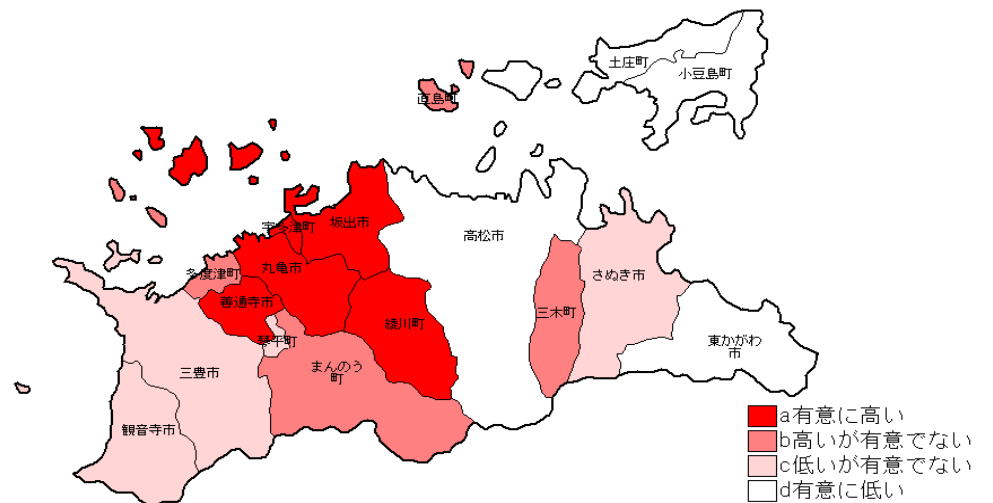 土庄町
小豆島町
直島町
宇多津町
坂出市
高松市
多度津町
丸亀市
さぬき市
善通寺市
綾川町
三木町
琴平町
東かがわ
市
三豊市
まんのう
町
観音寺市
a有意に高い
b高いが有意でない
c低いが有意でない
d有意に低い